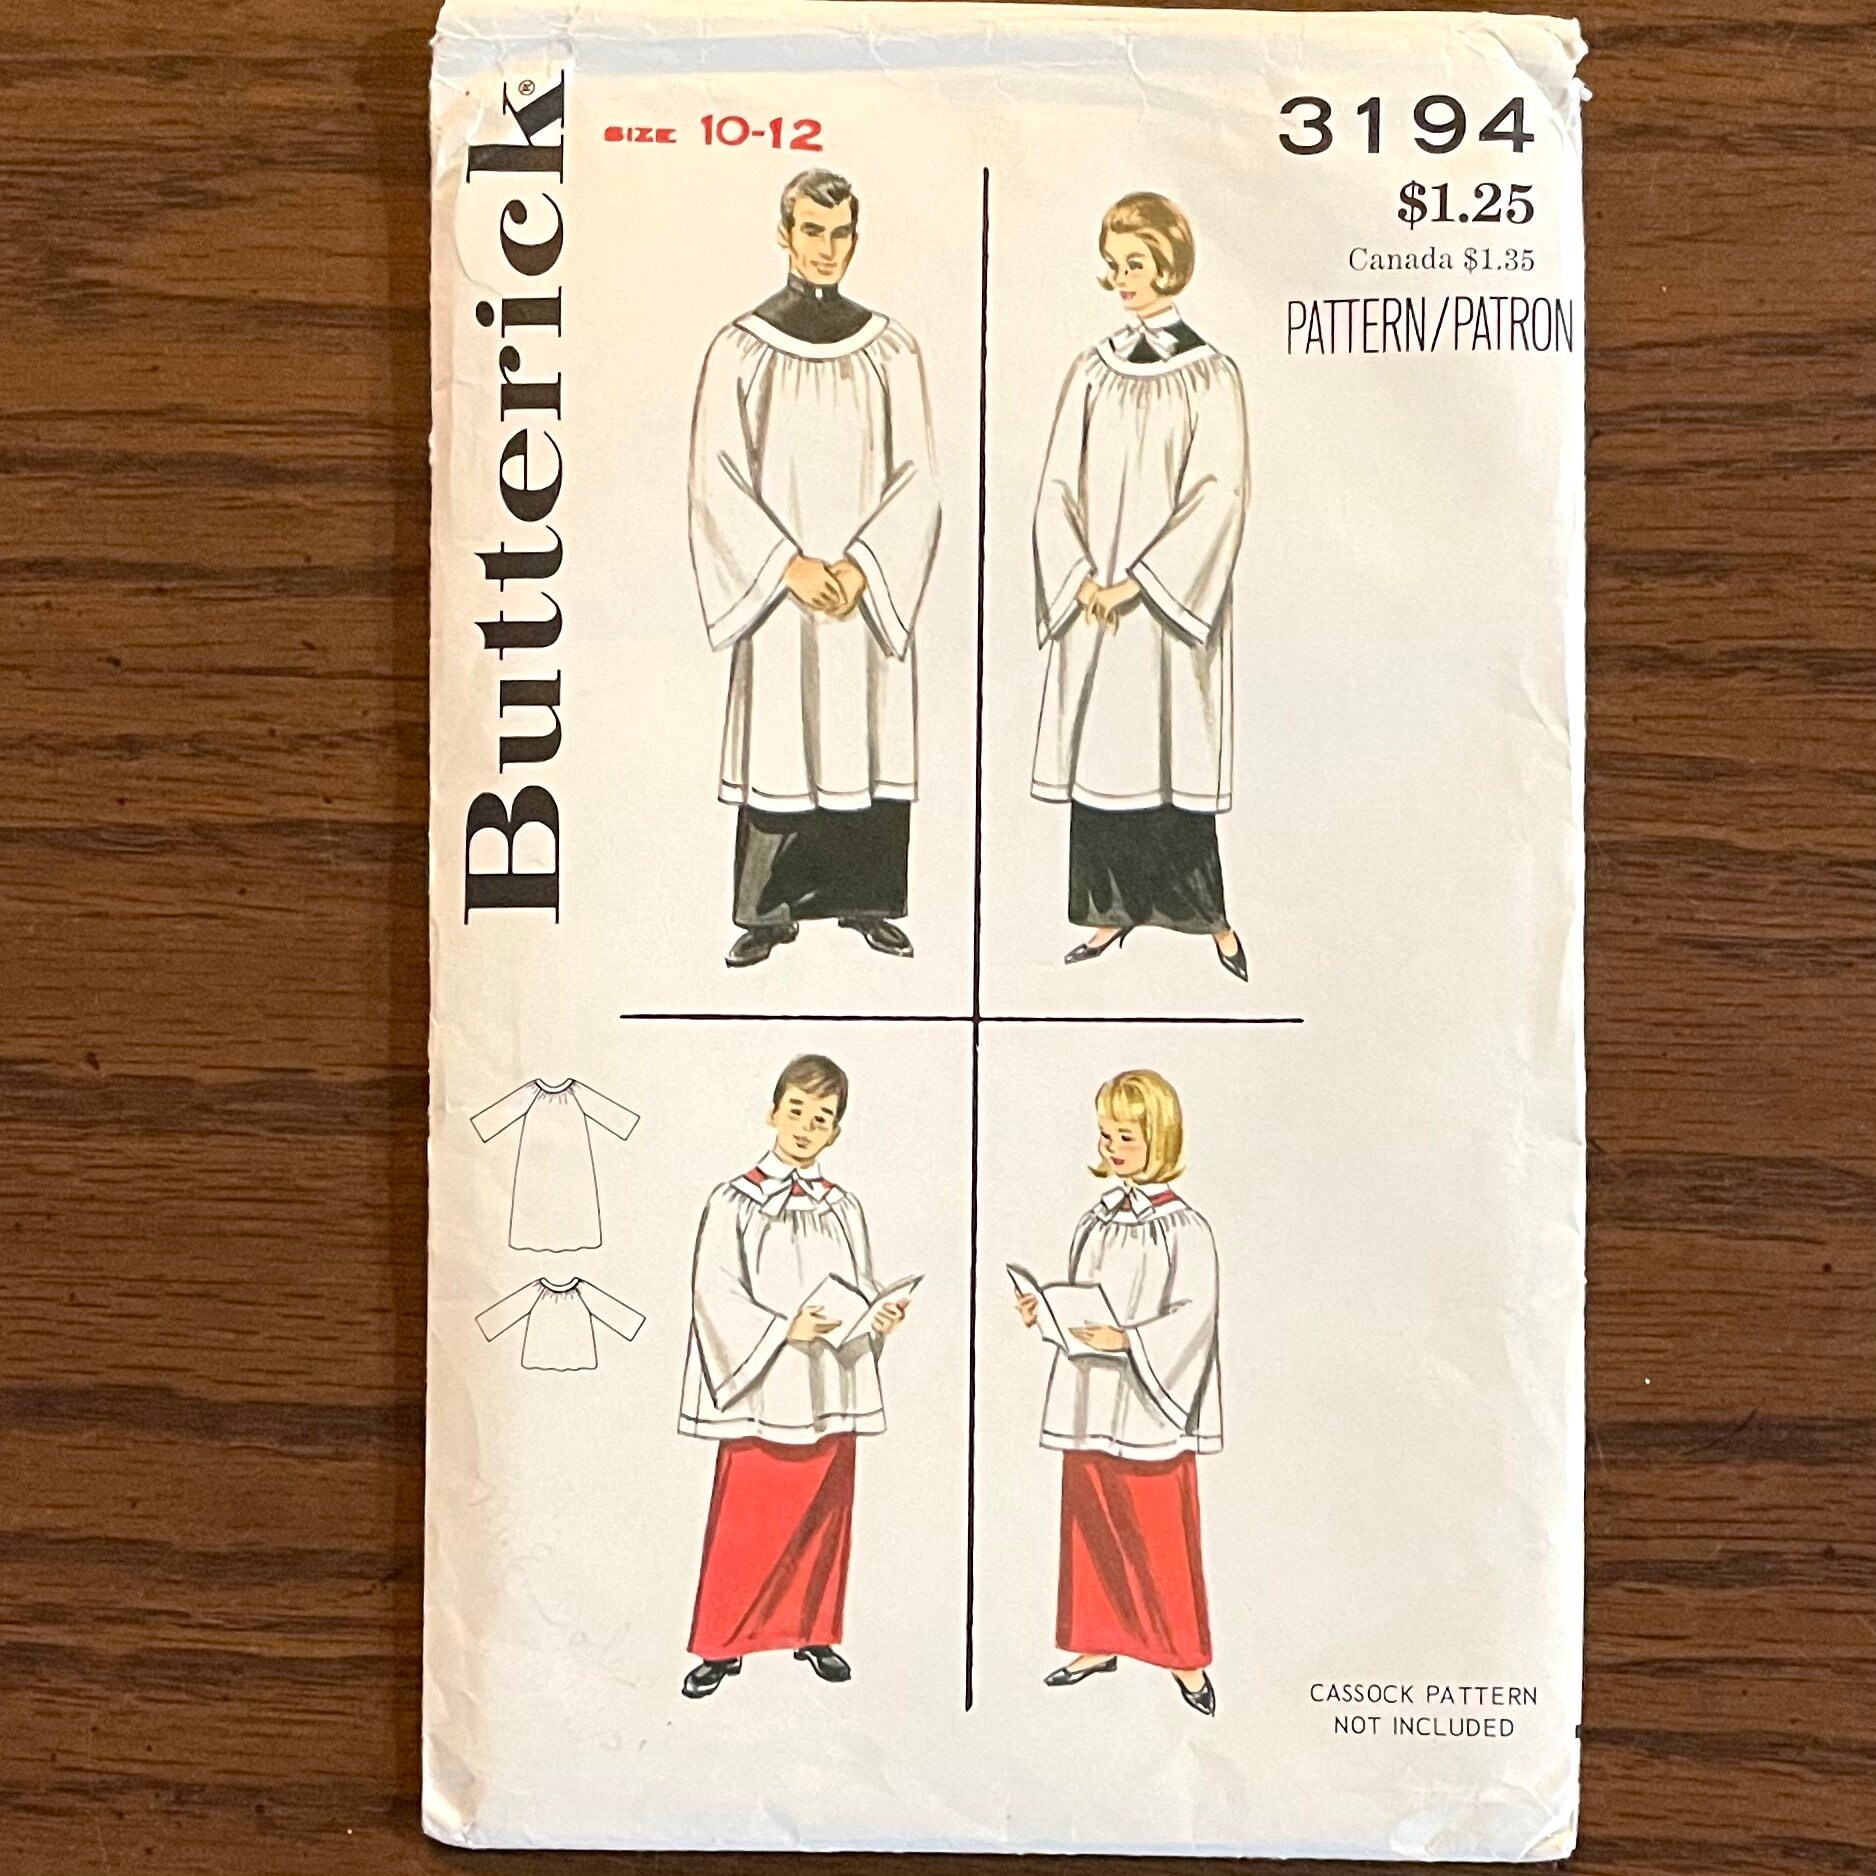 Butterick®
SIZE 10-12
3194
$1.25
Canada $1.35
PATTERN/PATRON
CASSOCK PATTERN
NOT INCLUDED